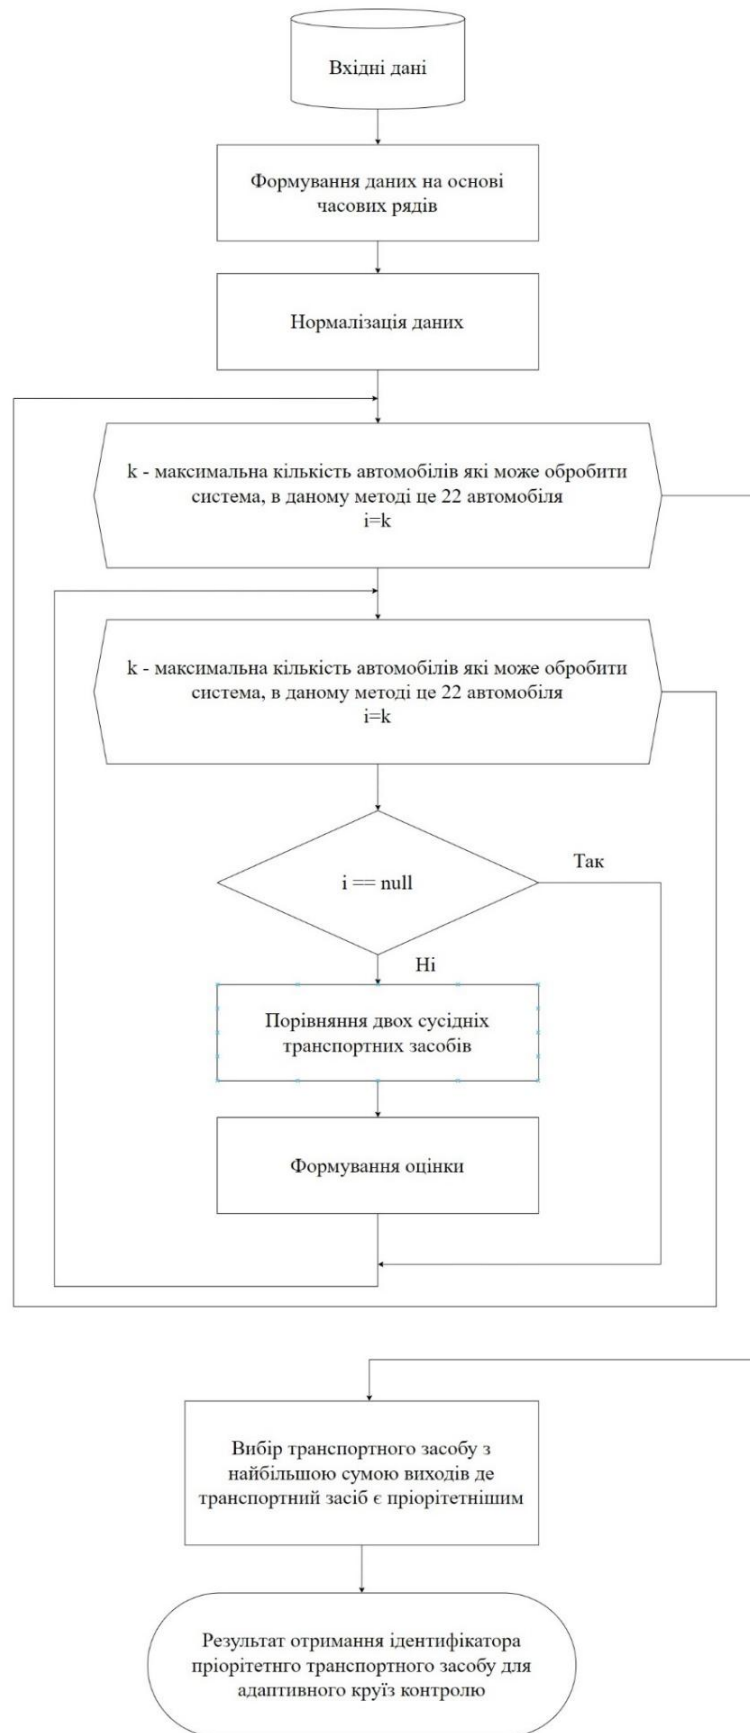 Вхідні дані
Формування даних на основі
часових рядів
Нормалізація даних
k - максимальна кількість автомобілів які може обробити
система, в даному методі це 22 автомобіля
i=k
k - максимальна кількість автомобілів які може обробити
система, в даному методі це 22 автомобіля
i=k
i == null
Так
Ні
Порівняння двох сусідніх
транспортних засобів
Формування оцінки
Вибір транспортного засобу з
найбільшою сумою виходів де
транспортний засіб є пріорітетнішим
Результат отримання ідентифікатора
пріорітетнго транспортного засобу для
адаптивного круїз контролю